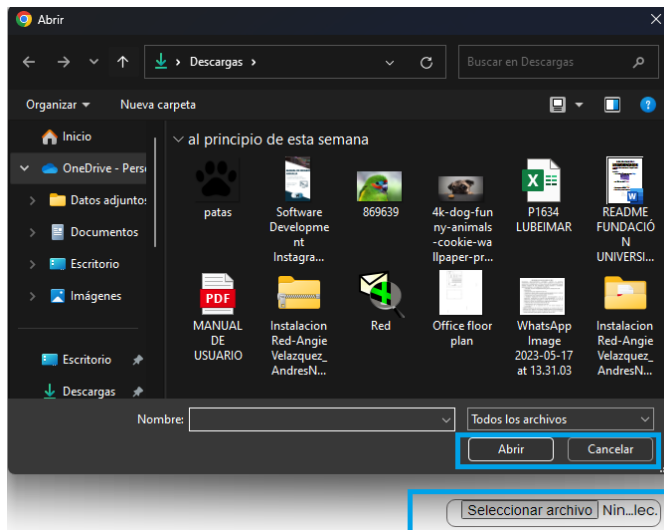 Abrir
Descargas
Buscar en Descargas
Organizar
Nueva carpeta
Inicio
OneDrive - Pers
Datos adjuntos
Documentos
Escritorio
Imágenes
Escritorio
Descargas
al principio de esta semana
patas
Software
Developme
nt
Instagra...
869639
4k-dog-fun
ny-animals
-cookie-wa
llpaper-pr...
P1634
LUBEIMAR
README
FUNDACIÓ
N
UNIVERSI...
PDF
MANUAL
DE
USUARIO
Instalacion
Red-Angie
Velazquez_
AndresN...
Red
Office floor
plan
WhatsApp
Image
2023-05-17
at 13.31.03
Instalacion
Red-Angie
Velazquez_
AndresN...
Nombre:
Todos los archivos
Abrir
Cancelar
Seleccionar archivo Nin...lec.